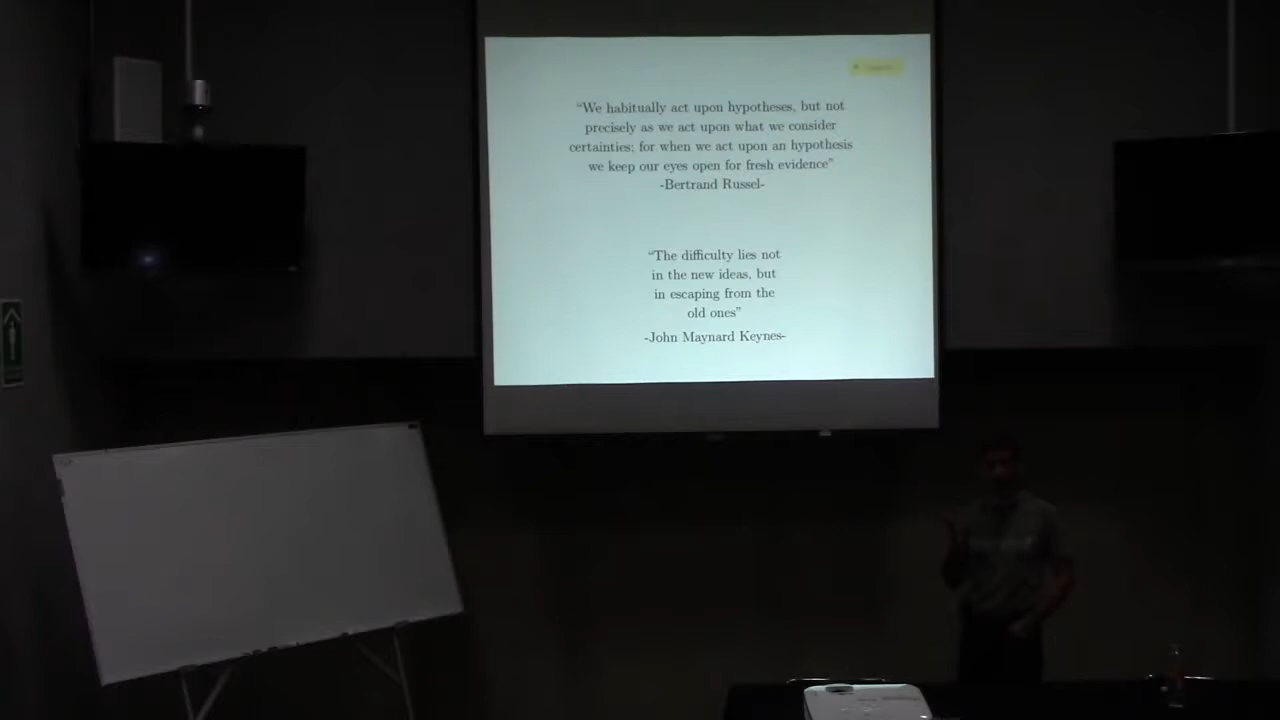 “We habitually act upon hypotheses, but not
precisely as we act upon what we consider
certainties; for when we act upon an hypothesis
we keep our eyes open for fresh evidence”
-Bertrand Russel-
“The difficulty lies not
in the new ideas, but
in escaping from the
old ones”
-John Maynard Keynes-